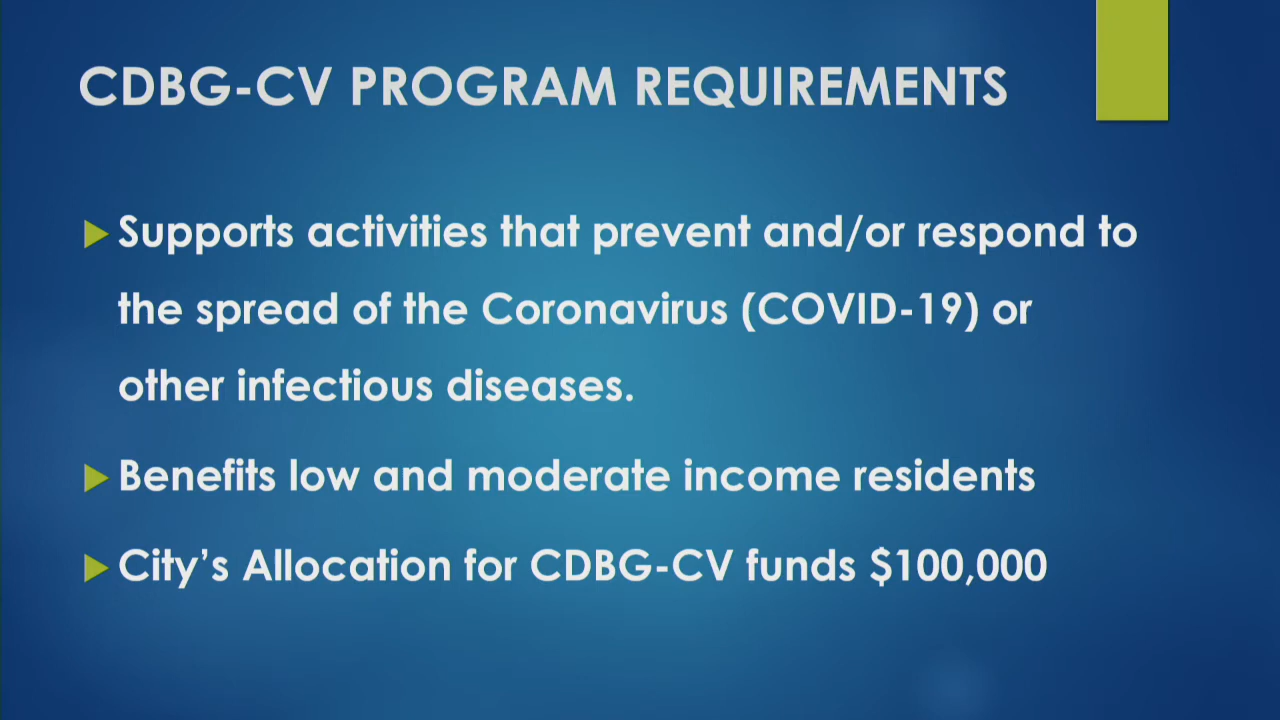 CDBG-CV PROGRAM REQUIREMENTS
Supports activities that prevent and/or respond to
the spread of the Coronavirus (COVID-19) or
other infectious diseases.
Benefits low and moderate income residents
City’s Allocation for CDBG-CV funds $100,000